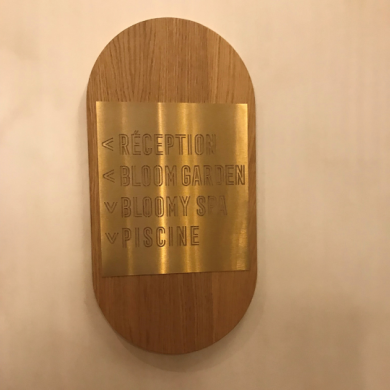 < RÉCEPTION
< BLOOM GARDEN
∨ BLOOMY SPA
∨ PISCINE